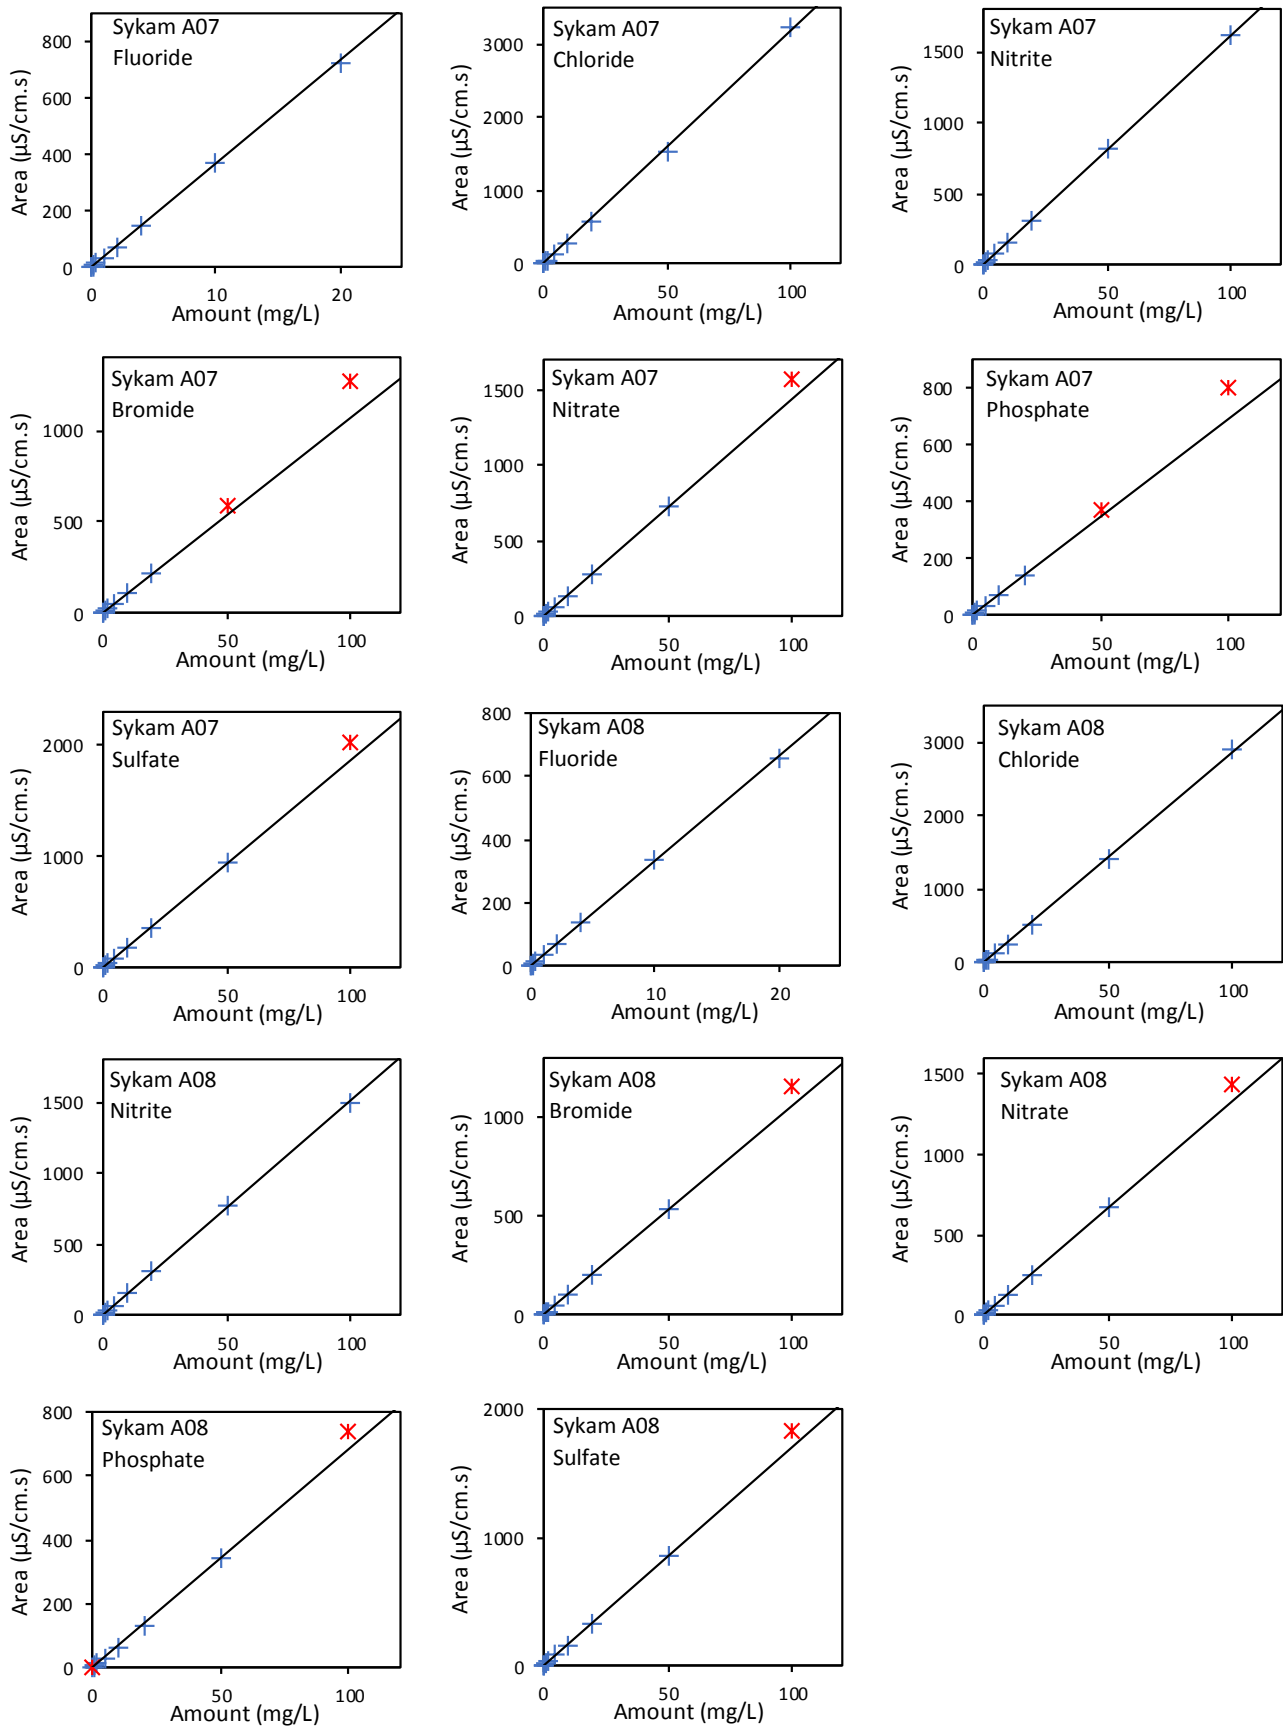 Sykam A07
Fluoride
Area (µS/cm.s)
800
600
400
200
0
0
10
20
Amount (mg/L)
Sykam A07
Chloride
Area (µS/cm.s)
3000
2000
1000
0
0
50
100
Amount (mg/L)
Sykam A07
Nitrite
Area (µS/cm.s)
1500
1000
500
0
0
50
100
Amount (mg/L)
Sykam A07
Bromide
Area (µS/cm.s)
1000
500
0
0
50
100
Amount (mg/L)
Sykam A07
Nitrate
Area (µS/cm.s)
1500
1000
500
0
0
50
100
Amount (mg/L)
Sykam A07
Phosphate
Area (µS/cm.s)
800
600
400
200
0
0
50
100
Amount (mg/L)
Sykam A07
Sulfate
Area (µS/cm.s)
2000
1000
0
0
50
100
Amount (mg/L)
Sykam A08
Fluoride
Area (µS/cm.s)
800
600
400
200
0
0
10
20
Amount (mg/L)
Sykam A08
Chloride
Area (µS/cm.s)
3000
2000
1000
0
0
50
100
Amount (mg/L)
Sykam A08
Nitrite
Area (µS/cm.s)
1500
1000
500
0
0
50
100
Amount (mg/L)
Sykam A08
Bromide
Area (µS/cm.s)
1000
500
0
0
50
100
Amount (mg/L)
Sykam A08
Nitrate
Area (µS/cm.s)
1500
1000
500
0
0
50
100
Amount (mg/L)
Sykam A08
Phosphate
Area (µS/cm.s)
800
600
400
200
0
0
50
100
Amount (mg/L)
Sykam A08
Sulfate
Area (µS/cm.s)
2000
1000
0
0
50
100
Amount (mg/L)